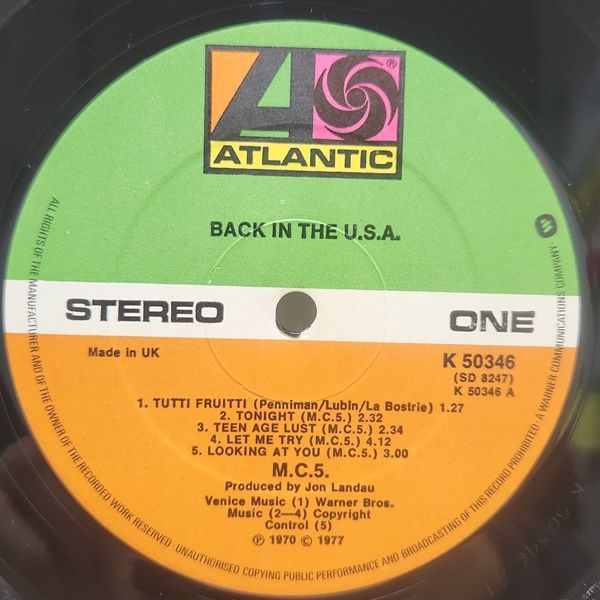 ATLANTIC
®
BACK IN THE U.S.A.
STEREO
ONE
Made in UK
K 50346
(SD 8247)
K 50346 A
1. TUTTI FRUITTI (Penniman/Lubin/La Bostrie) 1.27
2. TONIGHT (M.C.5.) 2.32
3. TEEN AGE LUST (M.C.5.) 2.34
4. LET ME TRY (M.C.5.) 4.12
5. LOOKING AT YOU (M.C.5.) 3.00
M.C.5.
Produced by Jon Landau
Venice Music (1) Warner Bros.
Music (2—4) Copyright
Control (5)
℗ 1970 © 1977
ALL RIGHTS OF THE MANUFACTURER AND OF THE OWNER OF THE RECORDED WORK RESERVED · UNAUTHORISED COPYING PUBLIC PERFORMANCE AND BROADCASTING OF THIS RECORD PROHIBITED · A WARNER COMMUNICATIONS COMPANY